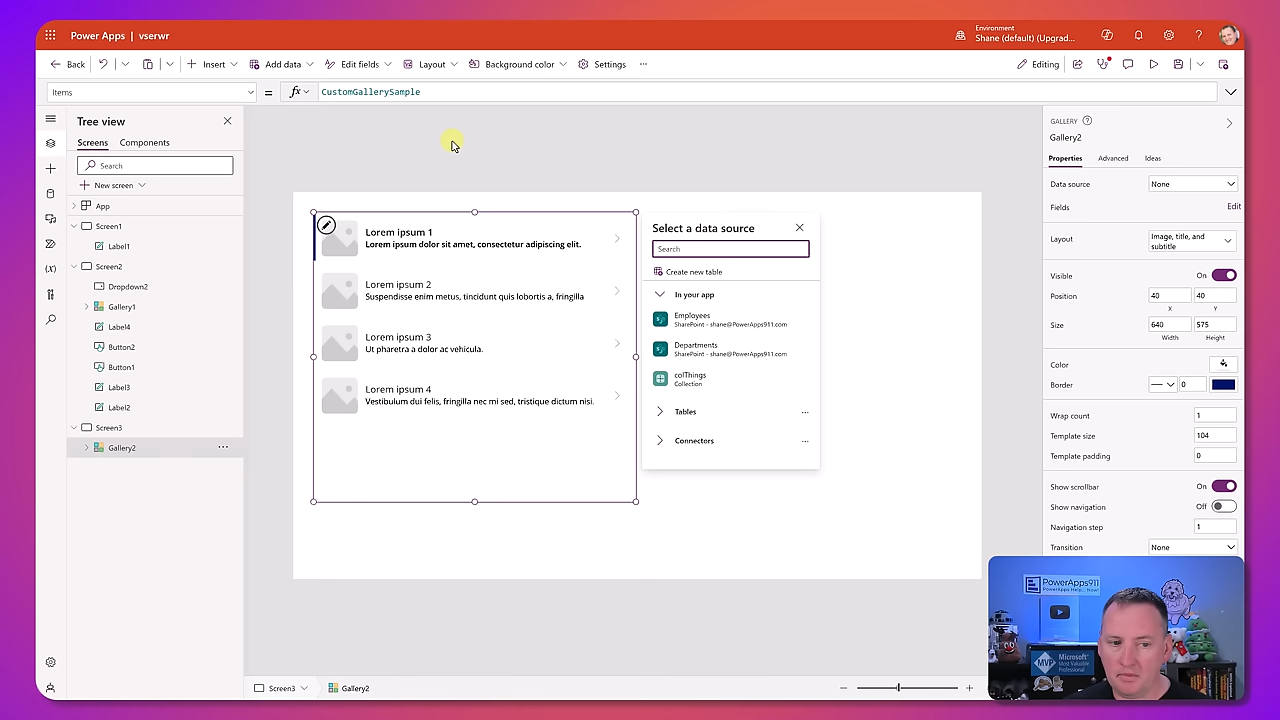 Power Apps | vserwr
Environment
Shane (default) (Upgrad...
Back
Insert
Add data
Edit fields
Layout
Background color
Settings
Editing
Items
=
fx
CustomGallerySample
Tree view
Screens
Components
Search
New screen
App
Screen1
Label1
Screen2
Dropdown2
Gallery1
Label4
Button2
Button1
Label3
Label2
Screen3
Gallery2
Lorem ipsum 1
Lorem ipsum dolor sit amet, consectetur adipiscing elit.
Lorem ipsum 2
Suspendisse enim metus, tincidunt quis lobortis a, fringilla
Lorem ipsum 3
Ut pharetra a dolor ac vehicula.
Lorem ipsum 4
Vestibulum dui felis, fringilla nec mi sed, tristique dictum nisi.
Select a data source
Search
Create new table
In your app
Employees
SharePoint - shane@PowerApps911.com
Departments
SharePoint - shane@PowerApps911.com
colThings
Collection
Tables
Connectors
GALLERY
Gallery2
Properties
Advanced
Ideas
Data source
None
Fields
Edit
Layout
Image, title, and
subtitle
Visible
On
Position
40
40
X
Y
Size
640
575
Width
Height
Color
Border
0
Wrap count
1
Template size
104
Template padding
0
Show scrollbar
On
Show navigation
Off
Navigation step
1
Transition
None
PowerApps911
PowerApps Help... Now!
Microsoft
MVP
Most Valuable
Professional
Screen3
Gallery2